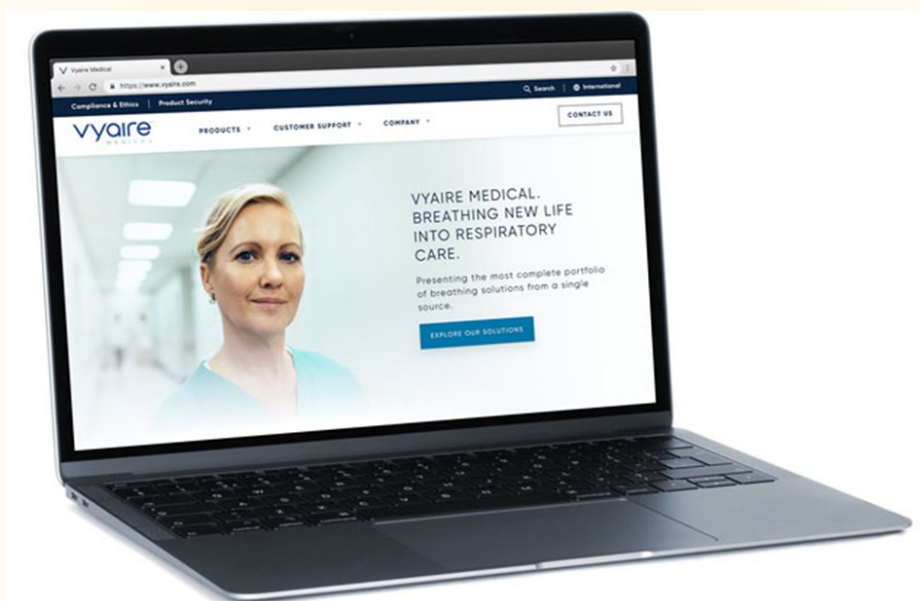 Vyaire Medical
https://www.vyaire.com
Compliance & Ethics | Product Security
Search | International
vyaire
MEDICAL
PRODUCTS
CUSTOMER SUPPORT
COMPANY
CONTACT US
VYAIRE MEDICAL.
BREATHING NEW LIFE
INTO RESPIRATORY
CARE.
Presenting the most complete portfolio
of breathing solutions from a single
source.
EXPLORE OUR SOLUTIONS